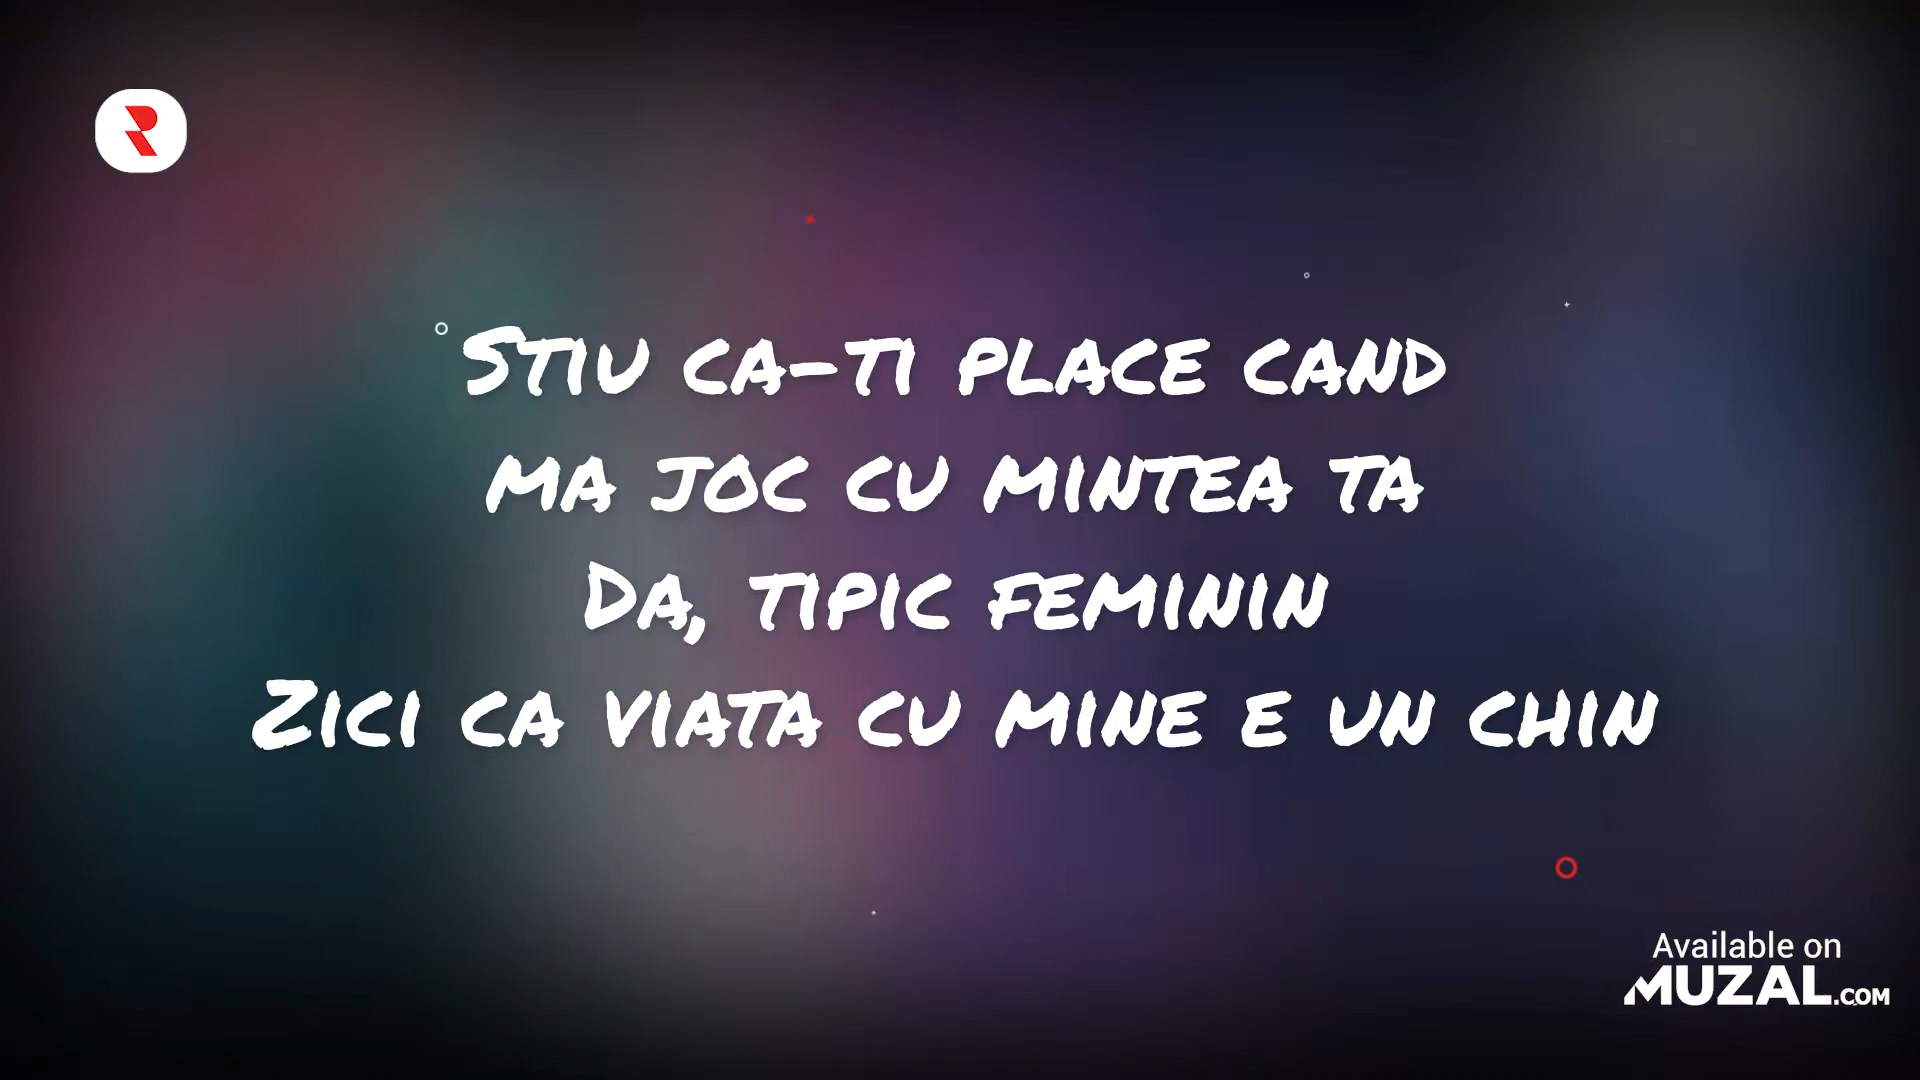 Stiu ca-ti place cand
ma joc cu mintea ta
Da, tipic feminin
Zici ca viata cu mine e un chin
Available on
MUZAL.COM